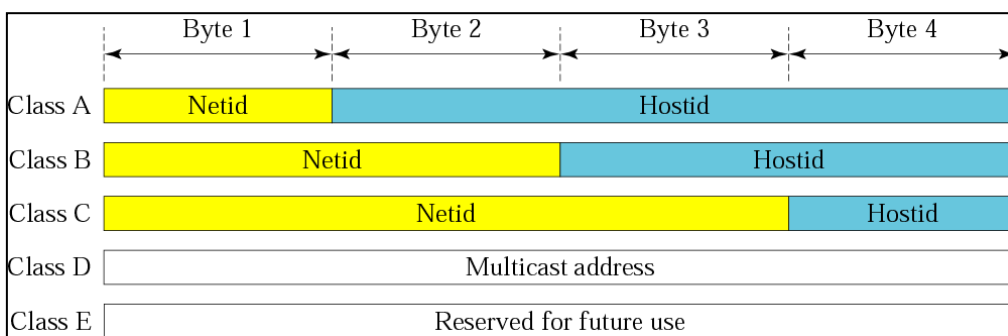 Byte 1 Byte 2 Byte 3 Byte 4
Class A Netid Hostid
Class B Netid Hostid
Class C Netid Hostid
Class D Multicast address
Class E Reserved for future use